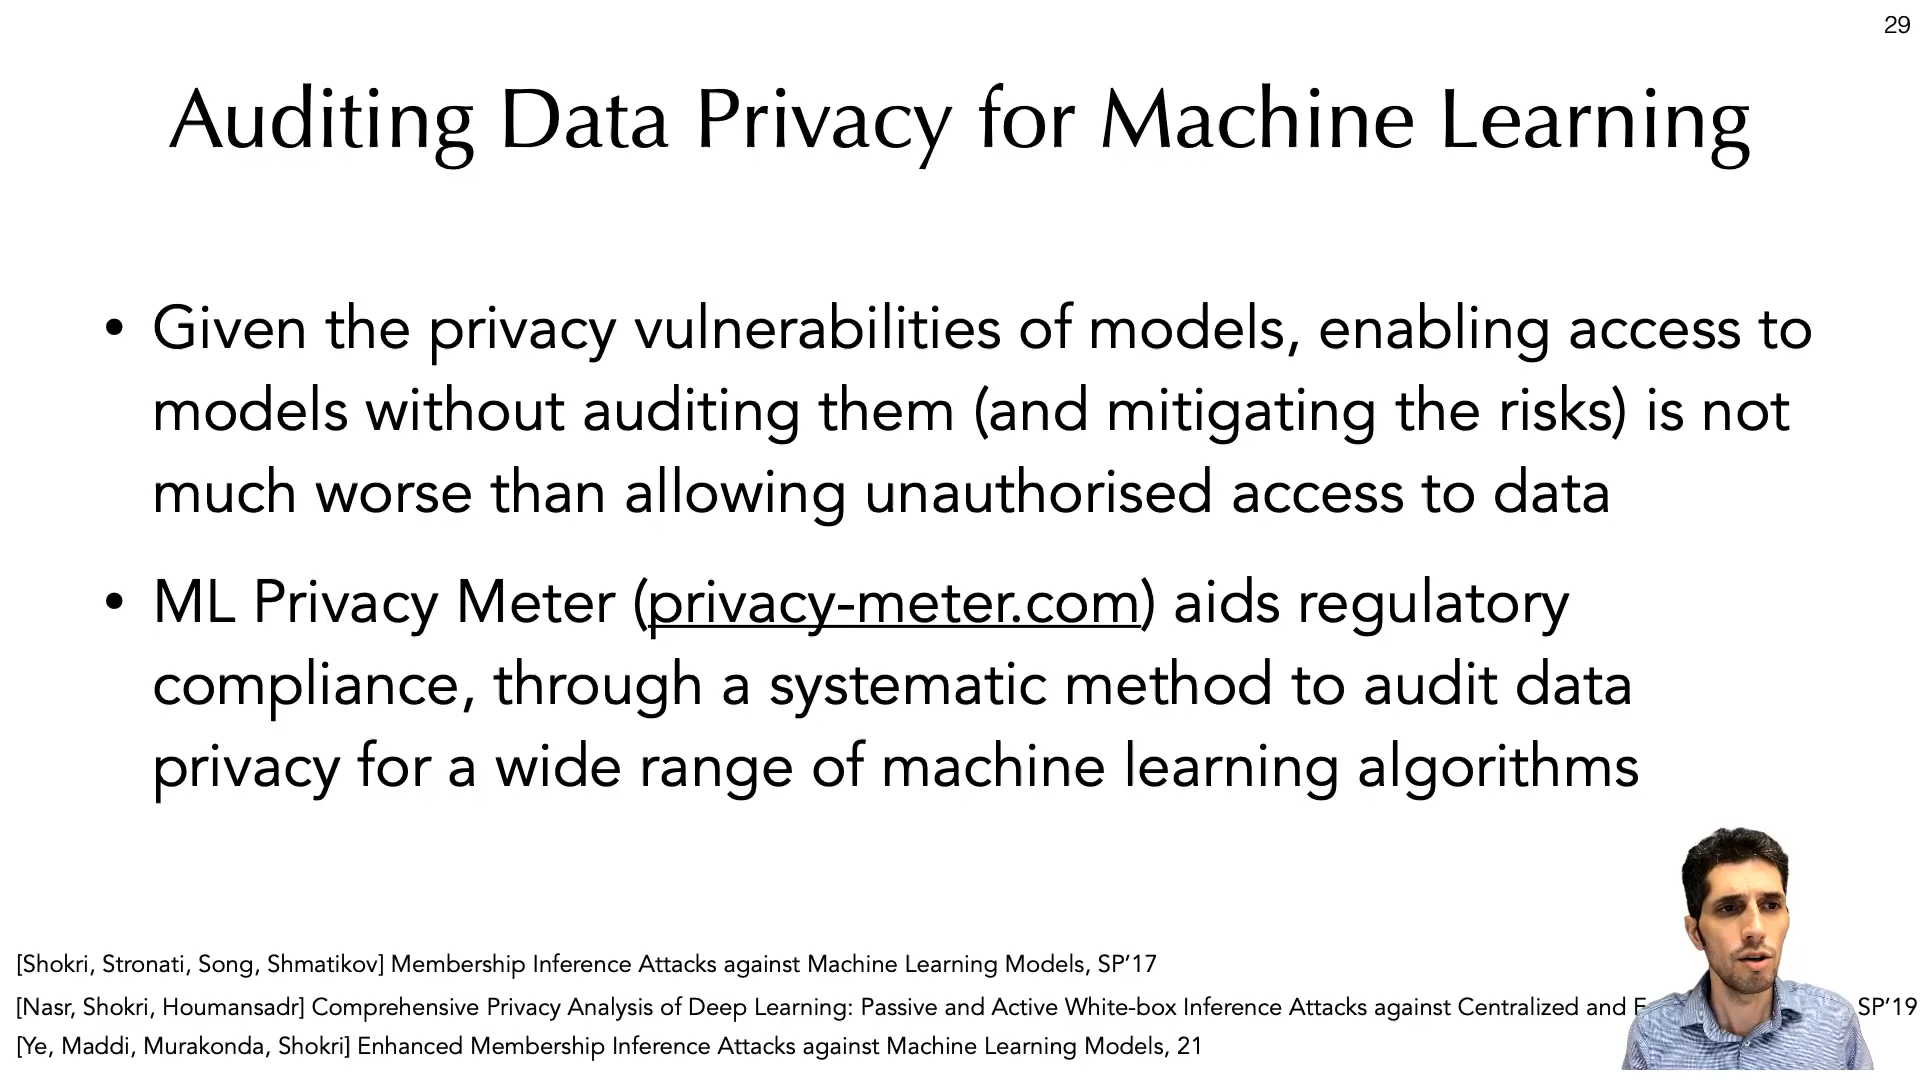 29
Auditing Data Privacy for Machine Learning
• Given the privacy vulnerabilities of models, enabling access to
models without auditing them (and mitigating the risks) is not
much worse than allowing unauthorised access to data
• ML Privacy Meter (privacy-meter.com) aids regulatory
compliance, through a systematic method to audit data
privacy for a wide range of machine learning algorithms
[Shokri, Stronati, Song, Shmatikov] Membership Inference Attacks against Machine Learning Models, SP’17
[Nasr, Shokri, Houmansadr] Comprehensive Privacy Analysis of Deep Learning: Passive and Active White-box Inference Attacks against Centralized and SP’19
[Ye, Maddi, Murakonda, Shokri] Enhanced Membership Inference Attacks against Machine Learning Models, 21